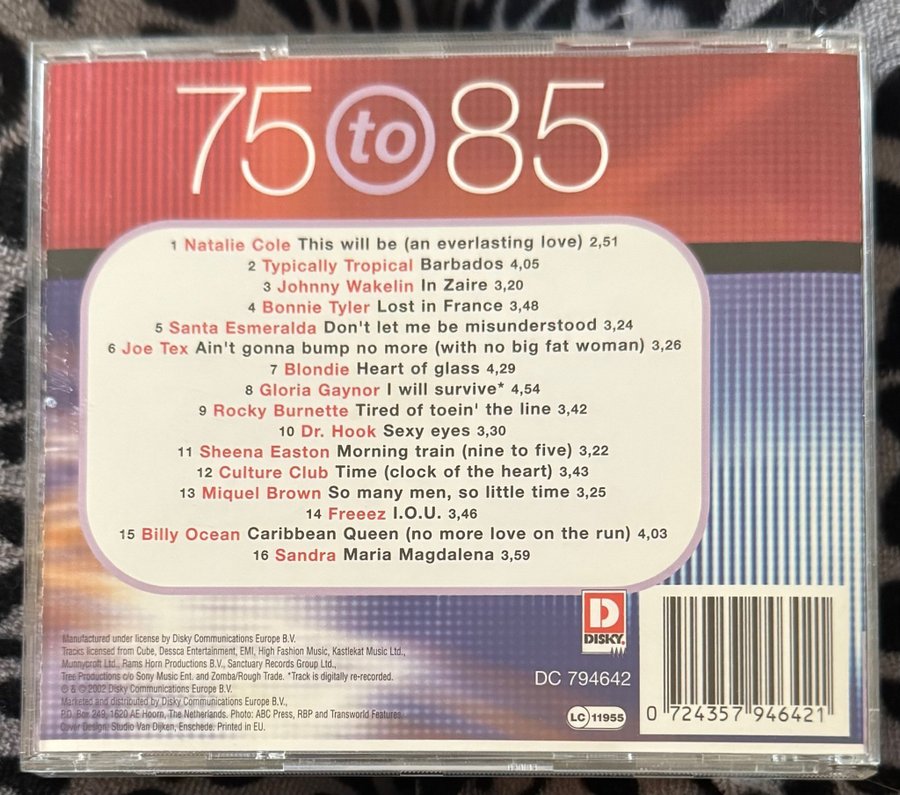 75 to 85
1 Natalie Cole This will be (an everlasting love) 2,51
2 Typically Tropical Barbados 4,05
3 Johnny Wakelin In Zaire 3,20
4 Bonnie Tyler Lost in France 3,48
5 Santa Esmeralda Don't let me be misunderstood 3,24
6 Joe Tex Ain't gonna bump no more (with no big fat woman) 3,26
7 Blondie Heart of glass 4,29
8 Gloria Gaynor I will survive* 4,54
9 Rocky Burnette Tired of toein' the line 3,42
10 Dr. Hook Sexy eyes 3,30
11 Sheena Easton Morning train (nine to five) 3,22
12 Culture Club Time (clock of the heart) 3,43
13 Miquel Brown So many men, so little time 3,25
14 Freeez I.O.U. 3,46
15 Billy Ocean Caribbean Queen (no more love on the run) 4,03
16 Sandra Maria Magdalena 3,59
Manufactured under license by Disky Communications Europe B.V.
Tracks licensed from Cube, Dessca Entertainment, EMI, High Fashion Music, Kastlekat Music Ltd.,
Munnycroft Ltd., Rams Horn Productions B.V., Sanctuary Records Group Ltd.,
Tree Productions c/o Sony Music Ent. and Zomba/Rough Trade. *Track is digitally re-recorded.
℗ & © 2002 Disky Communications Europe B.V.
Marketed and distributed by Disky Communications Europe B.V.,
P.O. Box 249, 1620 AE Hoorn, The Netherlands. Photo: ABC Press, RBP and Transworld Features.
Cover Design: Studio Van Dijken, Enschede. Printed in EU.
D
DISKY.
DC 794642
LC 11955
0 724357 946421